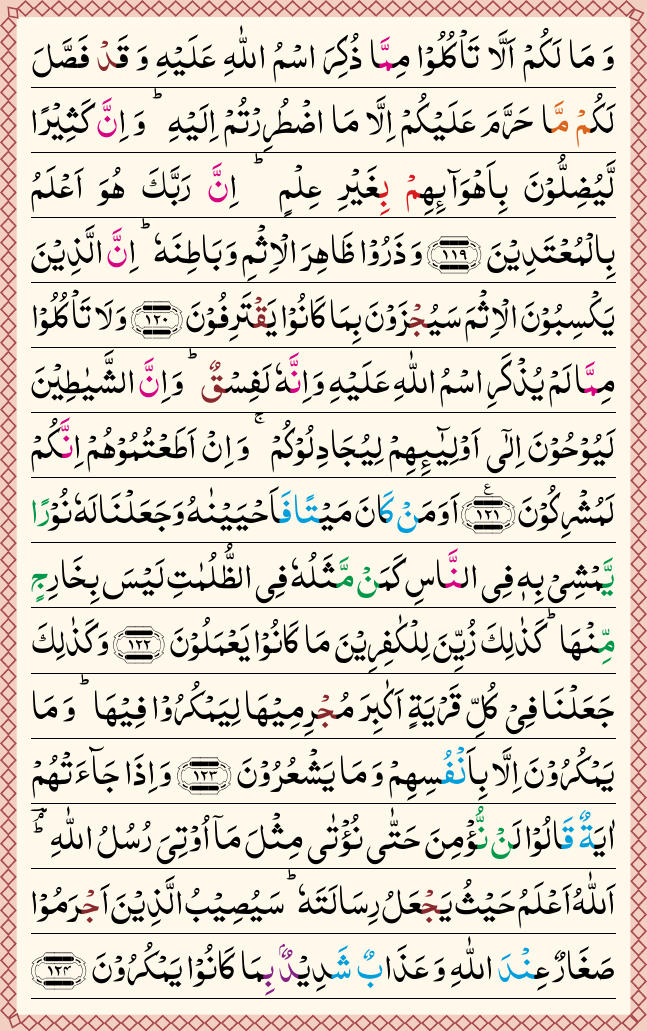 وَ مَا لَكُمْ اَلَّا تَاْكُلُوْا مِمَّا ذُكِرَ اسْمُ اللّٰهِ عَلَيْهِ وَ قَدْ فَصَّلَ
لَكُمْ مَّا حَرَّمَ عَلَيْكُمْ اِلَّا مَا اضْطُرِرْتُمْ اِلَيْهِ ؕ وَ اِنَّ كَثِيْرًا
لَّيُضِلُّوْنَ بِاَهْوَآىِٕهِمْ بِغَيْرِ عِلْمٍ ؕ اِنَّ رَبَّكَ هُوَ اَعْلَمُ
بِالْمُعْتَدِيْنَ ۝۱۱۹ وَ ذَرُوْا ظَاهِرَ الْاِثْمِ وَ بَاطِنَهٗ ؕ اِنَّ الَّذِيْنَ
يَكْسِبُوْنَ الْاِثْمَ سَيُجْزَوْنَ بِمَا كَانُوْا يَقْتَرِفُوْنَ ۝۱۲۰ وَ لَا تَاْكُلُوْا
مِمَّا لَمْ يُذْكَرِ اسْمُ اللّٰهِ عَلَيْهِ وَ اِنَّهٗ لَفِسْقٌ ؕ وَ اِنَّ الشَّيٰطِيْنَ
لَيُوْحُوْنَ اِلٰٓى اَوْلِيٰٓـِٕهِمْ لِيُجَادِلُوْكُمْ ۚ وَ اِنْ اَطَعْتُمُوْهُمْ اِنَّكُمْ
لَمُشْرِكُوْنَ ۝۱۲۱ ع اَوَ مَنْ كَانَ مَيْتًا فَاَحْيَيْنٰهُ وَ جَعَلْنَا لَهٗ نُوْرًا
يَّمْشِيْ بِهٖ فِى النَّاسِ كَمَنْ مَّثَلُهٗ فِى الظُّلُمٰتِ لَيْسَ بِخَارِجٍ
مِّنْهَا ؕ كَذٰلِكَ زُيِّنَ لِلْكٰفِرِيْنَ مَا كَانُوْا يَعْمَلُوْنَ ۝۱۲۲ وَ كَذٰلِكَ
جَعَلْنَا فِيْ كُلِّ قَرْيَةٍ اَكٰبِرَ مُجْرِمِيْهَا لِيَمْكُرُوْا فِيْهَا ؕ وَ مَا
يَمْكُرُوْنَ اِلَّا بِاَنْفُسِهِمْ وَ مَا يَشْعُرُوْنَ ۝۱۲۳ وَ اِذَا جَآءَتْهُمْ
اٰيَةٌ قَالُوْا لَنْ نُّؤْمِنَ حَتّٰى نُؤْتٰى مِثْلَ مَآ اُوْتِيَ رُسُلُ اللّٰهِ ؕ
اَللّٰهُ اَعْلَمُ حَيْثُ يَجْعَلُ رِسَالَتَهٗ ؕ سَيُصِيْبُ الَّذِيْنَ اَجْرَمُوْا
صَغَارٌ عِنْدَ اللّٰهِ وَ عَذَابٌ شَدِيْدٌۢ بِمَا كَانُوْا يَمْكُرُوْنَ ۝۱۲۴